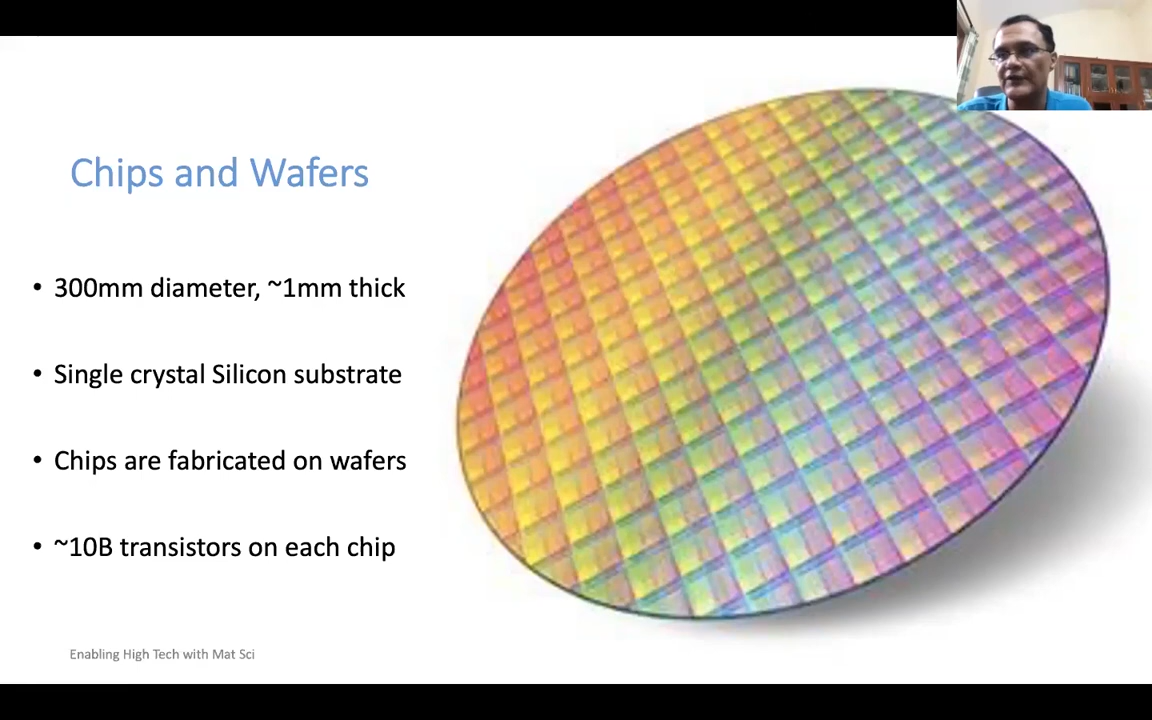 Chips and Wafers
• 300mm diameter, ~1mm thick
• Single crystal Silicon substrate
• Chips are fabricated on wafers
• ~10B transistors on each chip
Enabling High Tech with Mat Sci